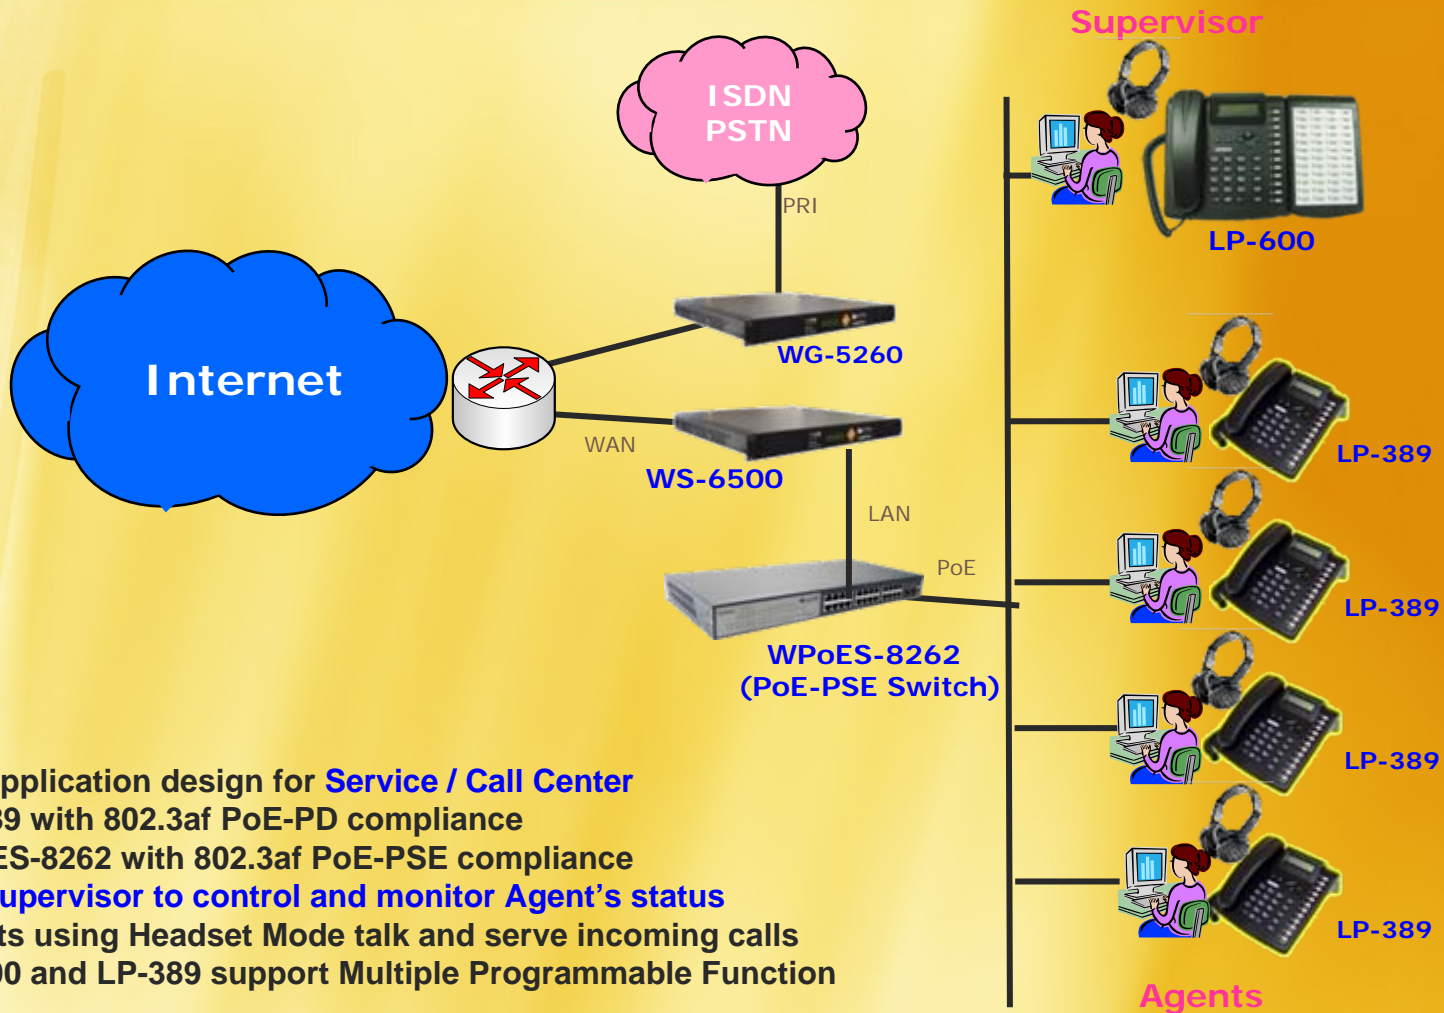 Supervisor
ISDN
PSTN
PRI
LP-600
Internet
WG-5260
WAN
WS-6500
LAN
PoE
LP-389
LP-389
LP-389
LP-389
WPoES-8262
(PoE-PSE Switch)
pplication design for Service / Call Center
39 with 802.3af PoE-PD compliance
ES-8262 with 802.3af PoE-PSE compliance
upervisor to control and monitor Agent's status
ts using Headset Mode talk and serve incoming calls
00 and LP-389 support Multiple Programmable Function
Agents